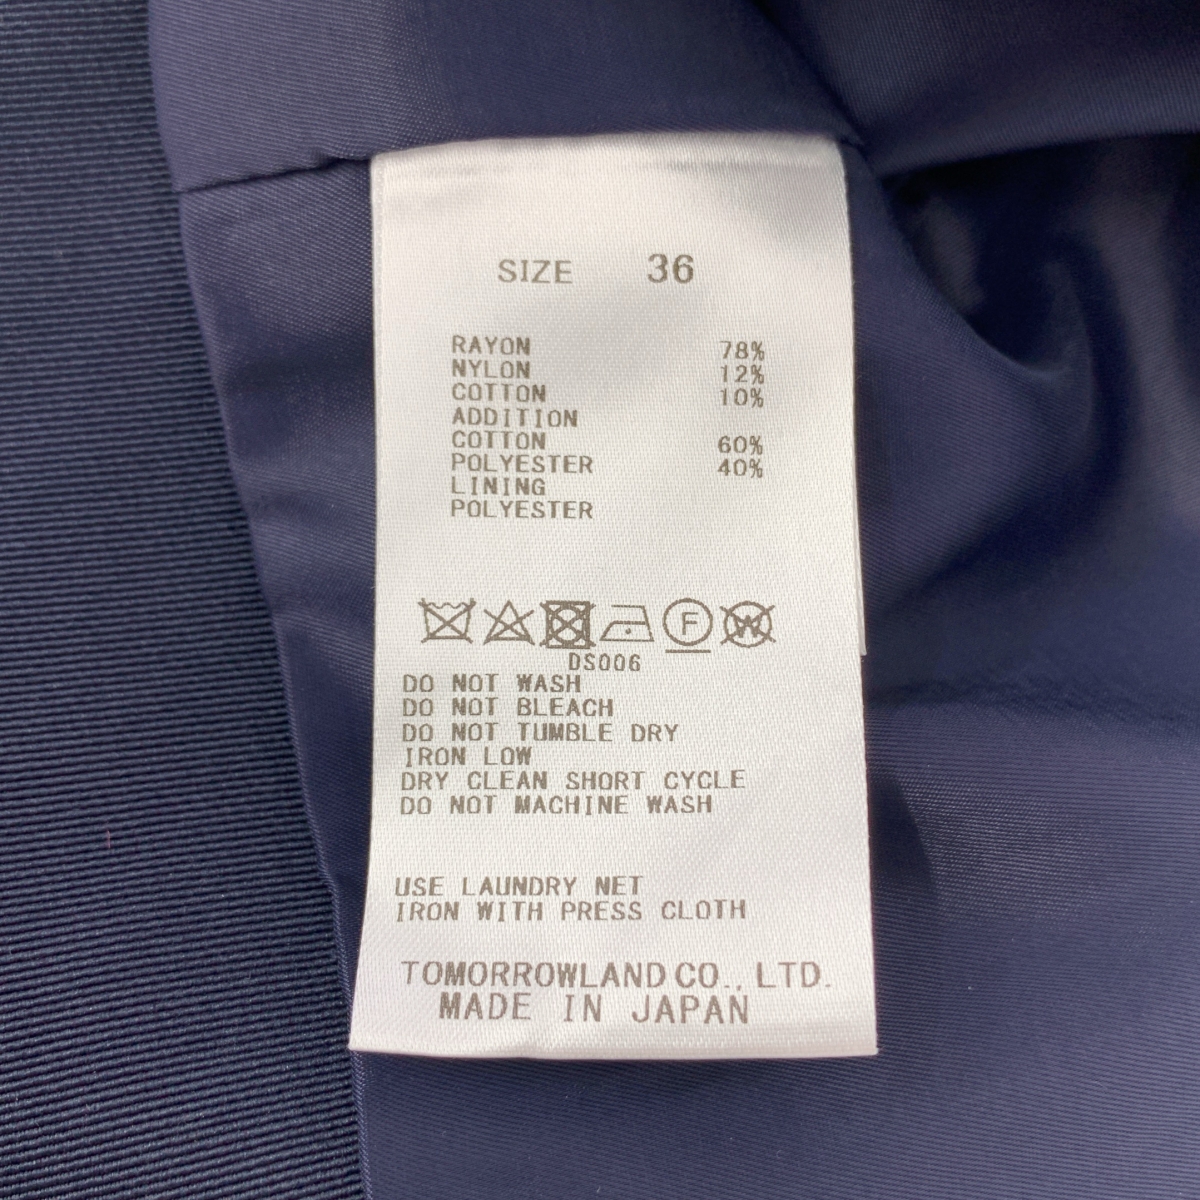 SIZE 36
RAYON 78%
NYLON 12%
COTTON 10%
ADDITION
COTTON 60%
POLYESTER 40%
LINING
POLYESTER
F W
DS006
DO NOT WASH
DO NOT BLEACH
DO NOT TUMBLE DRY
IRON LOW
DRY CLEAN SHORT CYCLE
DO NOT MACHINE WASH
USE LAUNDRY NET
IRON WITH PRESS CLOTH
TOMORROWLAND CO., LTD.
MADE IN JAPAN